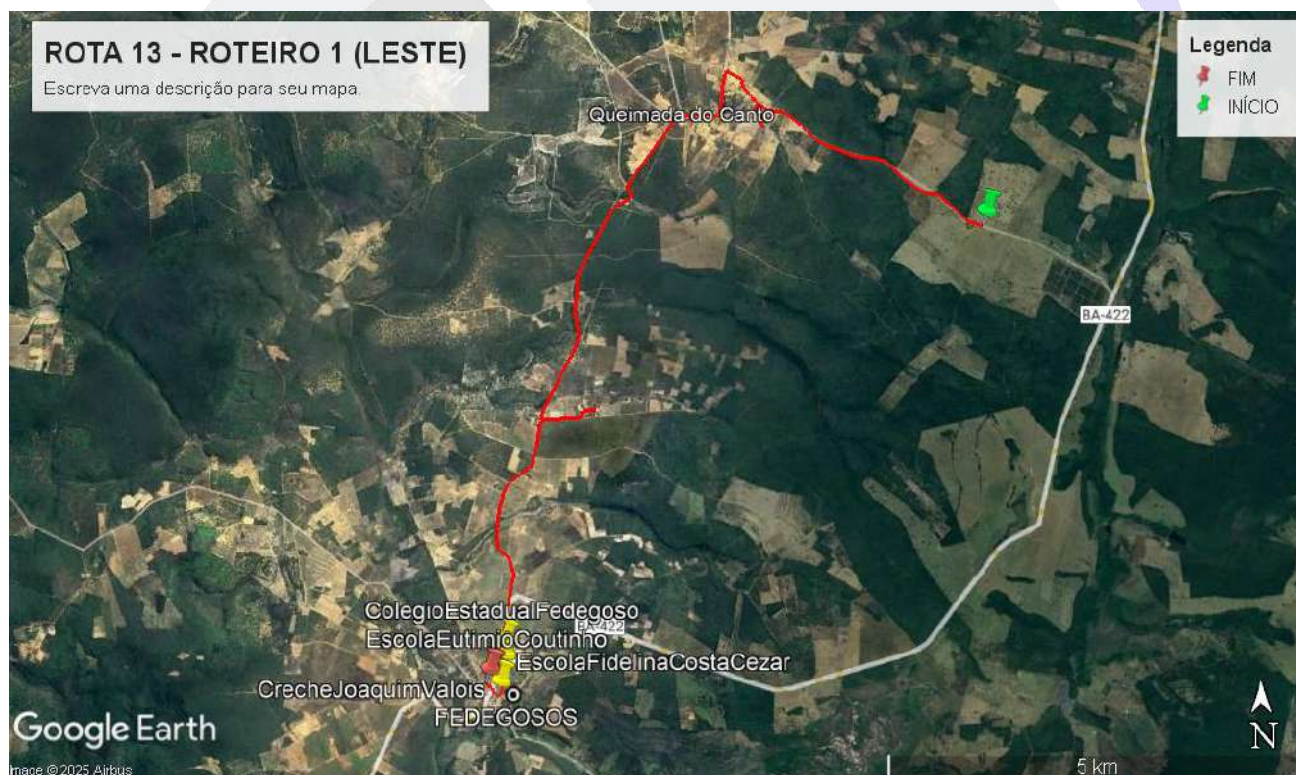 ROTA 13 - ROTEIRO 1 (LESTE)
Escreva uma descrição para seu mapa.
Legenda
FIM
INÍCIO
Queimada do Canto
BA-422
ColegioEstadualFedegoso
BA-422
EscolaEutimioCoutinho
EscolaFidelinaCostaCezar
CrecheJoaquimValois
FEDEGOSOS
Google Earth
Image © 2025 Airbus
5 km
N